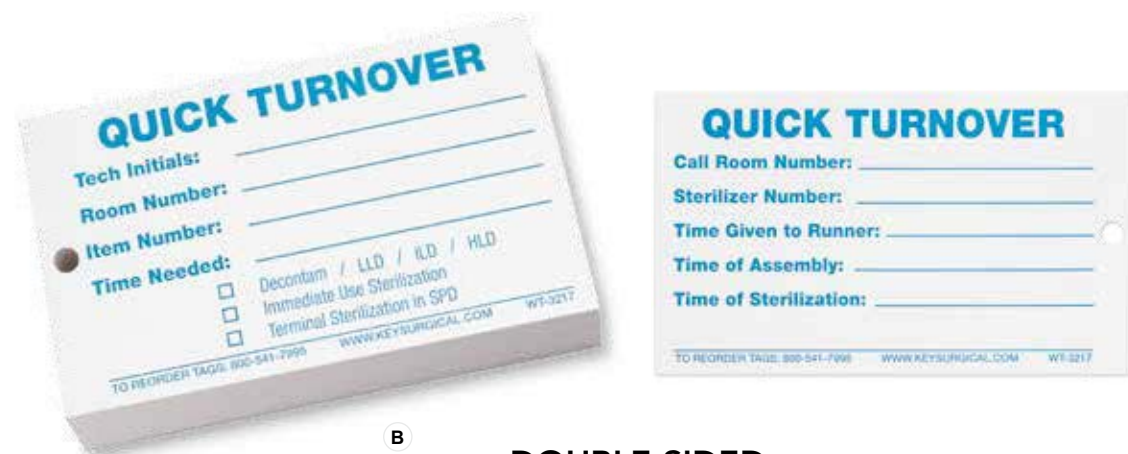 QUICK TURNOVER
Tech Initials:
Room Number:
Item Number:
Time Needed:
Decontam / LLD / ILD / HLD
Immediate Use Sterilization
Terminal Sterilization in SPD
TO REORDER TAGS: 800-541-7995 WWW.KEYSURGICAL.COM WT-3217
QUICK TURNOVER
Call Room Number:
Sterilizer Number:
Time Given to Runner:
Time of Assembly:
Time of Sterilization:
TO REORDER TAGS: 800-541-7995 WWW.KEYSURGICAL.COM WT-3217
B
DOUBLE SIDED